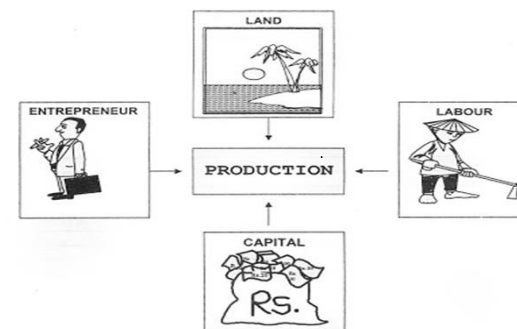 LAND
ENTREPRENEUR
LABOUR
PRODUCTION
CAPITAL
Rs.